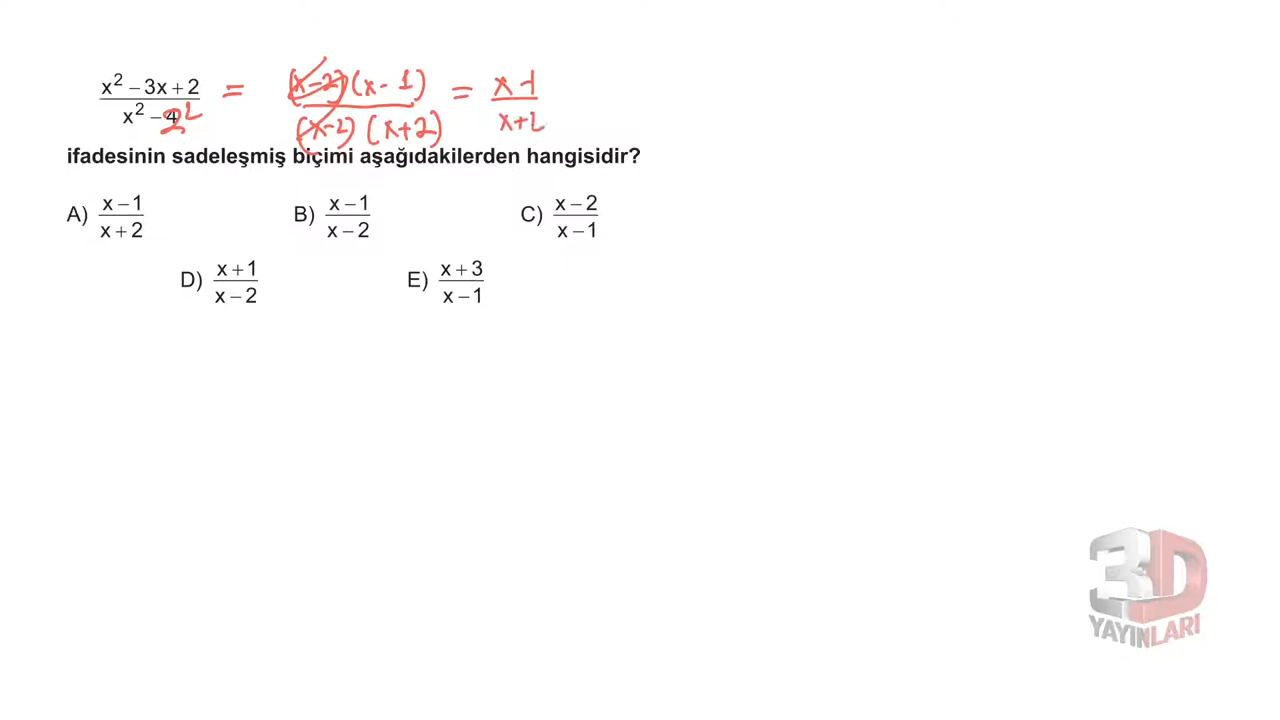 x² − 3x + 2 = (x-2)(x-1) = x-1
x² − 4 2² (x-2)(x+2) x+2
ifadesinin sadeleşmiş biçimi aşağıdakilerden hangisidir?
A) x − 1 / x + 2 B) x − 1 / x − 2 C) x − 2 / x − 1
D) x + 1 / x − 2 E) x + 3 / x − 1
3D
YAYINLARI